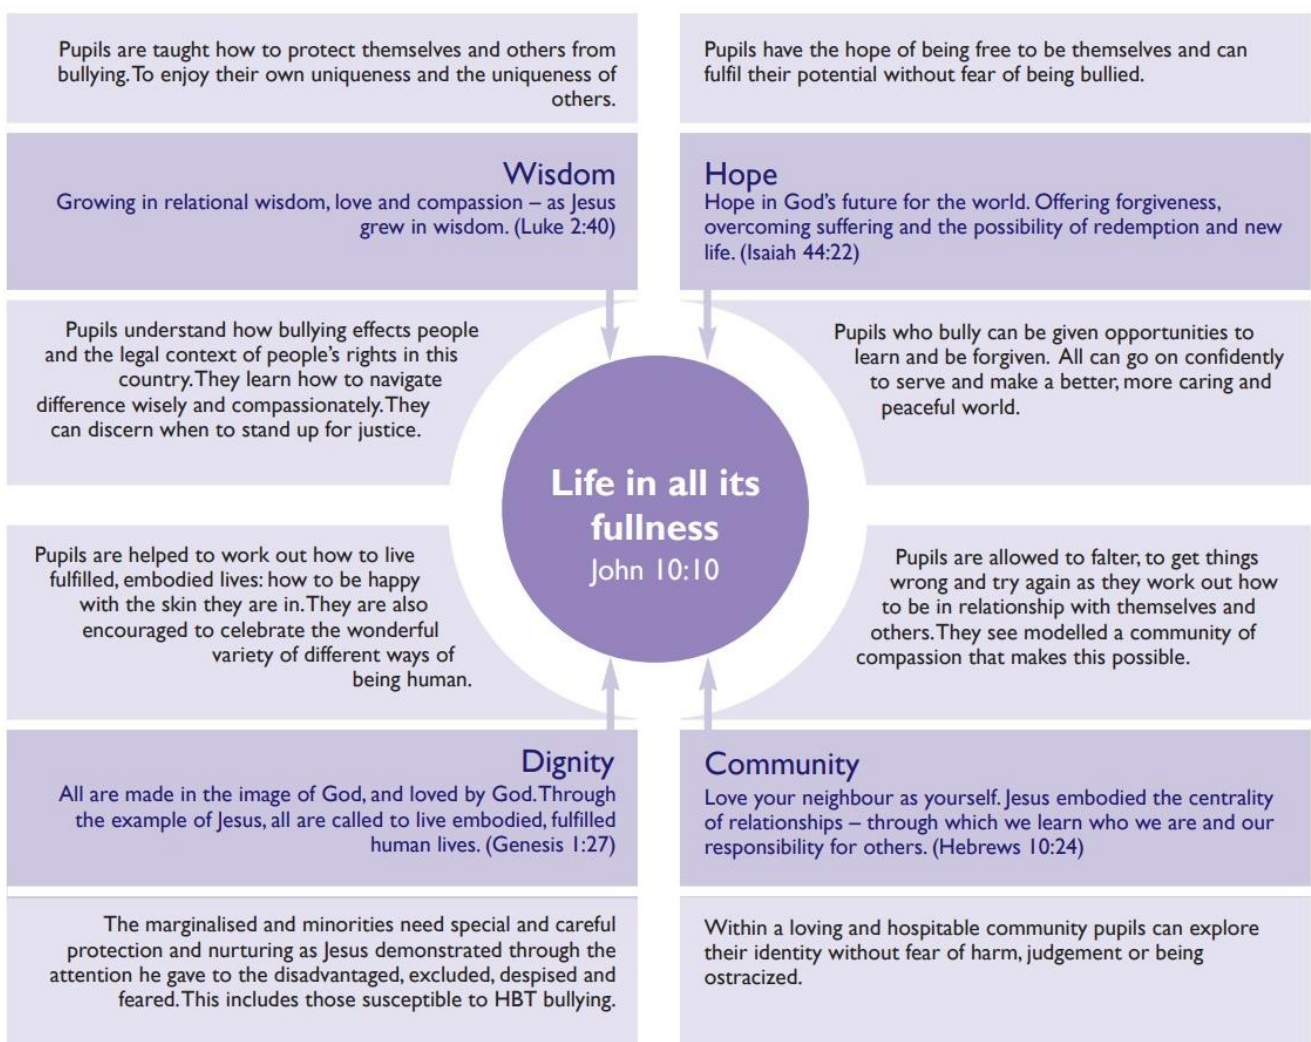 Pupils are taught how to protect themselves and others from
bullying. To enjoy their own uniqueness and the uniqueness of
others.
Wisdom
Growing in relational wisdom, love and compassion – as Jesus
grew in wisdom. (Luke 2:40)
Pupils understand how bullying effects people
and the legal context of people's rights in this
country. They learn how to navigate
difference wisely and compassionately. They
can discern when to stand up for justice.
Pupils have the hope of being free to be themselves and can
fulfil their potential without fear of being bullied.
Hope
Hope in God's future for the world. Offering forgiveness,
overcoming suffering and the possibility of redemption and new
life. (Isaiah 44:22)
Pupils who bully can be given opportunities to
learn and be forgiven. All can go on confidently
to serve and make a better, more caring and
peaceful world.
Life in all its
fullness
John 10:10
Pupils are helped to work out how to live
fulfilled, embodied lives: how to be happy
with the skin they are in. They are also
encouraged to celebrate the wonderful
variety of different ways of
being human.
Dignity
All are made in the image of God, and loved by God. Through
the example of Jesus, all are called to live embodied, fulfilled
human lives. (Genesis 1:27)
The marginalised and minorities need special and careful
protection and nurturing as Jesus demonstrated through the
attention he gave to the disadvantaged, excluded, despised and
feared. This includes those susceptible to HBT bullying.
Pupils are allowed to falter, to get things
wrong and try again as they work out how
to be in relationship with themselves and
others. They see modelled a community of
compassion that makes this possible.
Community
Love your neighbour as yourself. Jesus embodied the centrality
of relationships – through which we learn who we are and our
responsibility for others. (Hebrews 10:24)
Within a loving and hospitable community pupils can explore
their identity without fear of harm, judgement or being
ostracized.